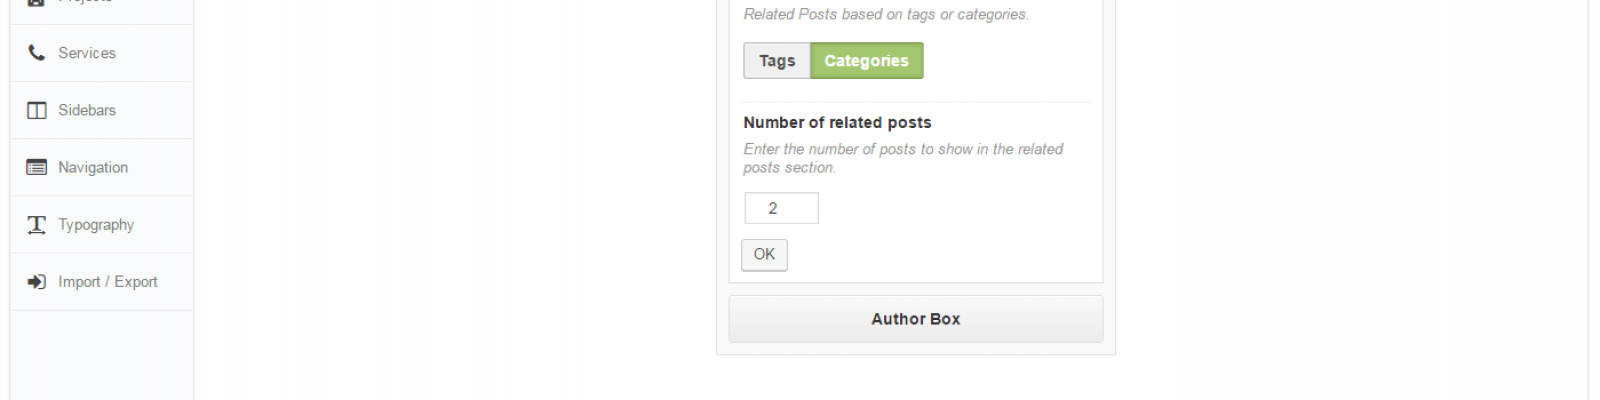 Projects
Services
Sidebars
Navigation
Typography
Import / Export
Related Posts based on tags or categories.
Tags Categories
Number of related posts
Enter the number of posts to show in the related
posts section.
2
OK
Author Box